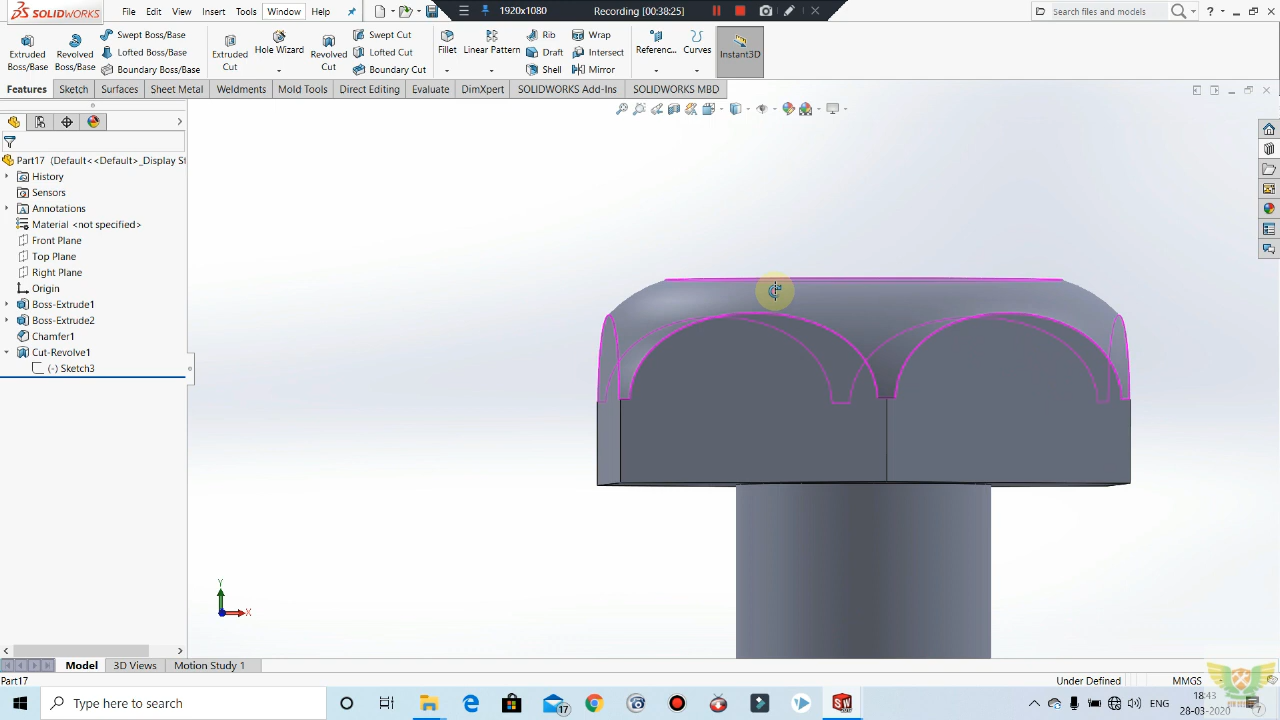 SOLIDWORKS
File Edit View Insert Tools Window Help
1920x1080 Recording [00:38:25]
Search files and models
Extruded Boss/Base
Revolved Boss/Base
Swept Boss/Base
Lofted Boss/Base
Boundary Boss/Base
Extruded Cut
Hole Wizard
Revolved Cut
Swept Cut
Lofted Cut
Boundary Cut
Fillet
Linear Pattern
Rib
Draft
Shell
Wrap
Intersect
Mirror
Referenc...
Curves
Instant3D
Features Sketch Surfaces Sheet Metal Weldments Mold Tools Direct Editing Evaluate DimXpert SOLIDWORKS Add-Ins SOLIDWORKS MBD
Part17 (Default<<Default>_Display St
History
Sensors
Annotations
Material <not specified>
Front Plane
Top Plane
Right Plane
Origin
Boss-Extrude1
Boss-Extrude2
Chamfer1
Cut-Revolve1
(-) Sketch3
Y
X
Model 3D Views Motion Study 1
Part17 Under Defined MMGS
Type here to search
17
SW
ENG
18:43
28-03-2020
7